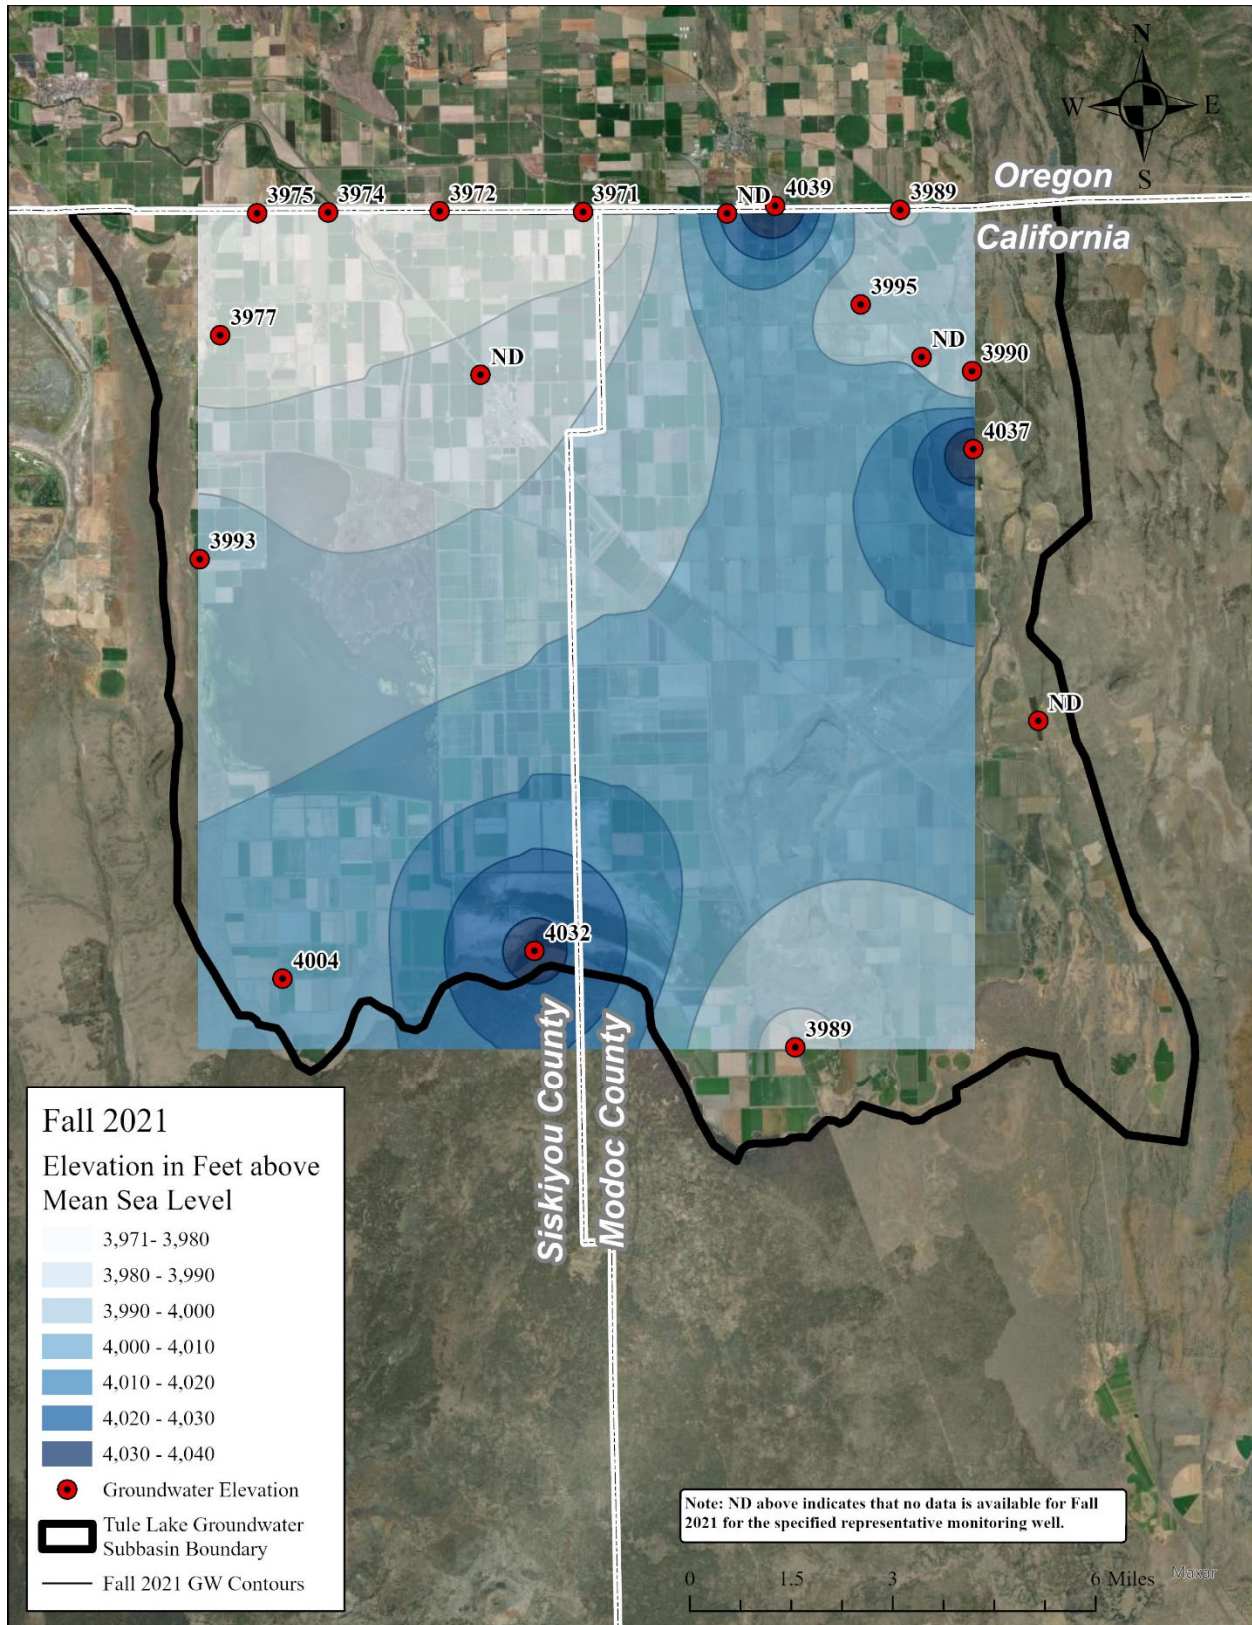 N
W
E
S
Oregon
California
3975
3974
3972
3971
ND
4039
3989
3995
3977
ND
ND
3990
4037
3993
ND
4032
4004
3989
Siskiyou County
Modoc County
Fall 2021
Elevation in Feet above
Mean Sea Level
3,971- 3,980
3,980 - 3,990
3,990 - 4,000
4,000 - 4,010
4,010 - 4,020
4,020 - 4,030
4,030 - 4,040
Groundwater Elevation
Tule Lake Groundwater
Subbasin Boundary
Fall 2021 GW Contours
Note: ND above indicates that no data is available for Fall
2021 for the specified representative monitoring well.
0 1.5 3 6 Miles
Maxar